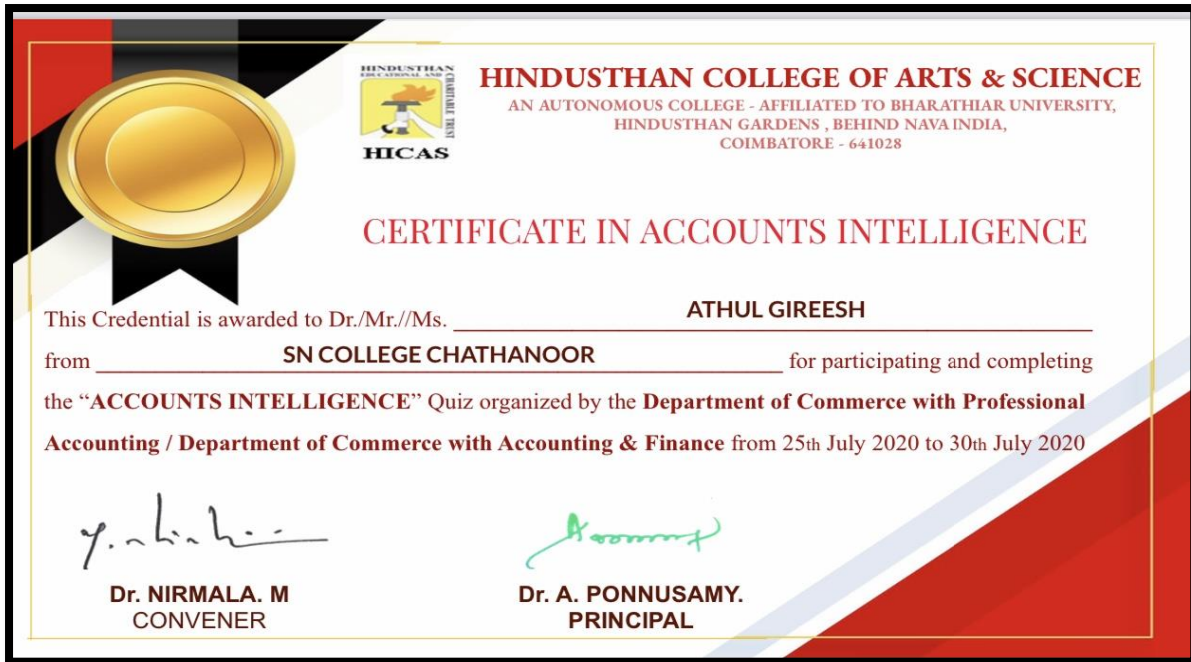 HINDUSTHAN
EDUCATIONAL AND
CHARITABLE TRUST
HICAS
HINDUSTHAN COLLEGE OF ARTS & SCIENCE
AN AUTONOMOUS COLLEGE - AFFILIATED TO BHARATHIAR UNIVERSITY,
HINDUSTHAN GARDENS , BEHIND NAVA INDIA,
COIMBATORE - 641028
CERTIFICATE IN ACCOUNTS INTELLIGENCE
This Credential is awarded to Dr./Mr.//Ms. ATHUL GIREESH
from SN COLLEGE CHATHANOOR for participating and completing
the “ACCOUNTS INTELLIGENCE” Quiz organized by the Department of Commerce with Professional
Accounting / Department of Commerce with Accounting & Finance from 25th July 2020 to 30th July 2020
Dr. NIRMALA. M
CONVENER
Dr. A. PONNUSAMY.
PRINCIPAL